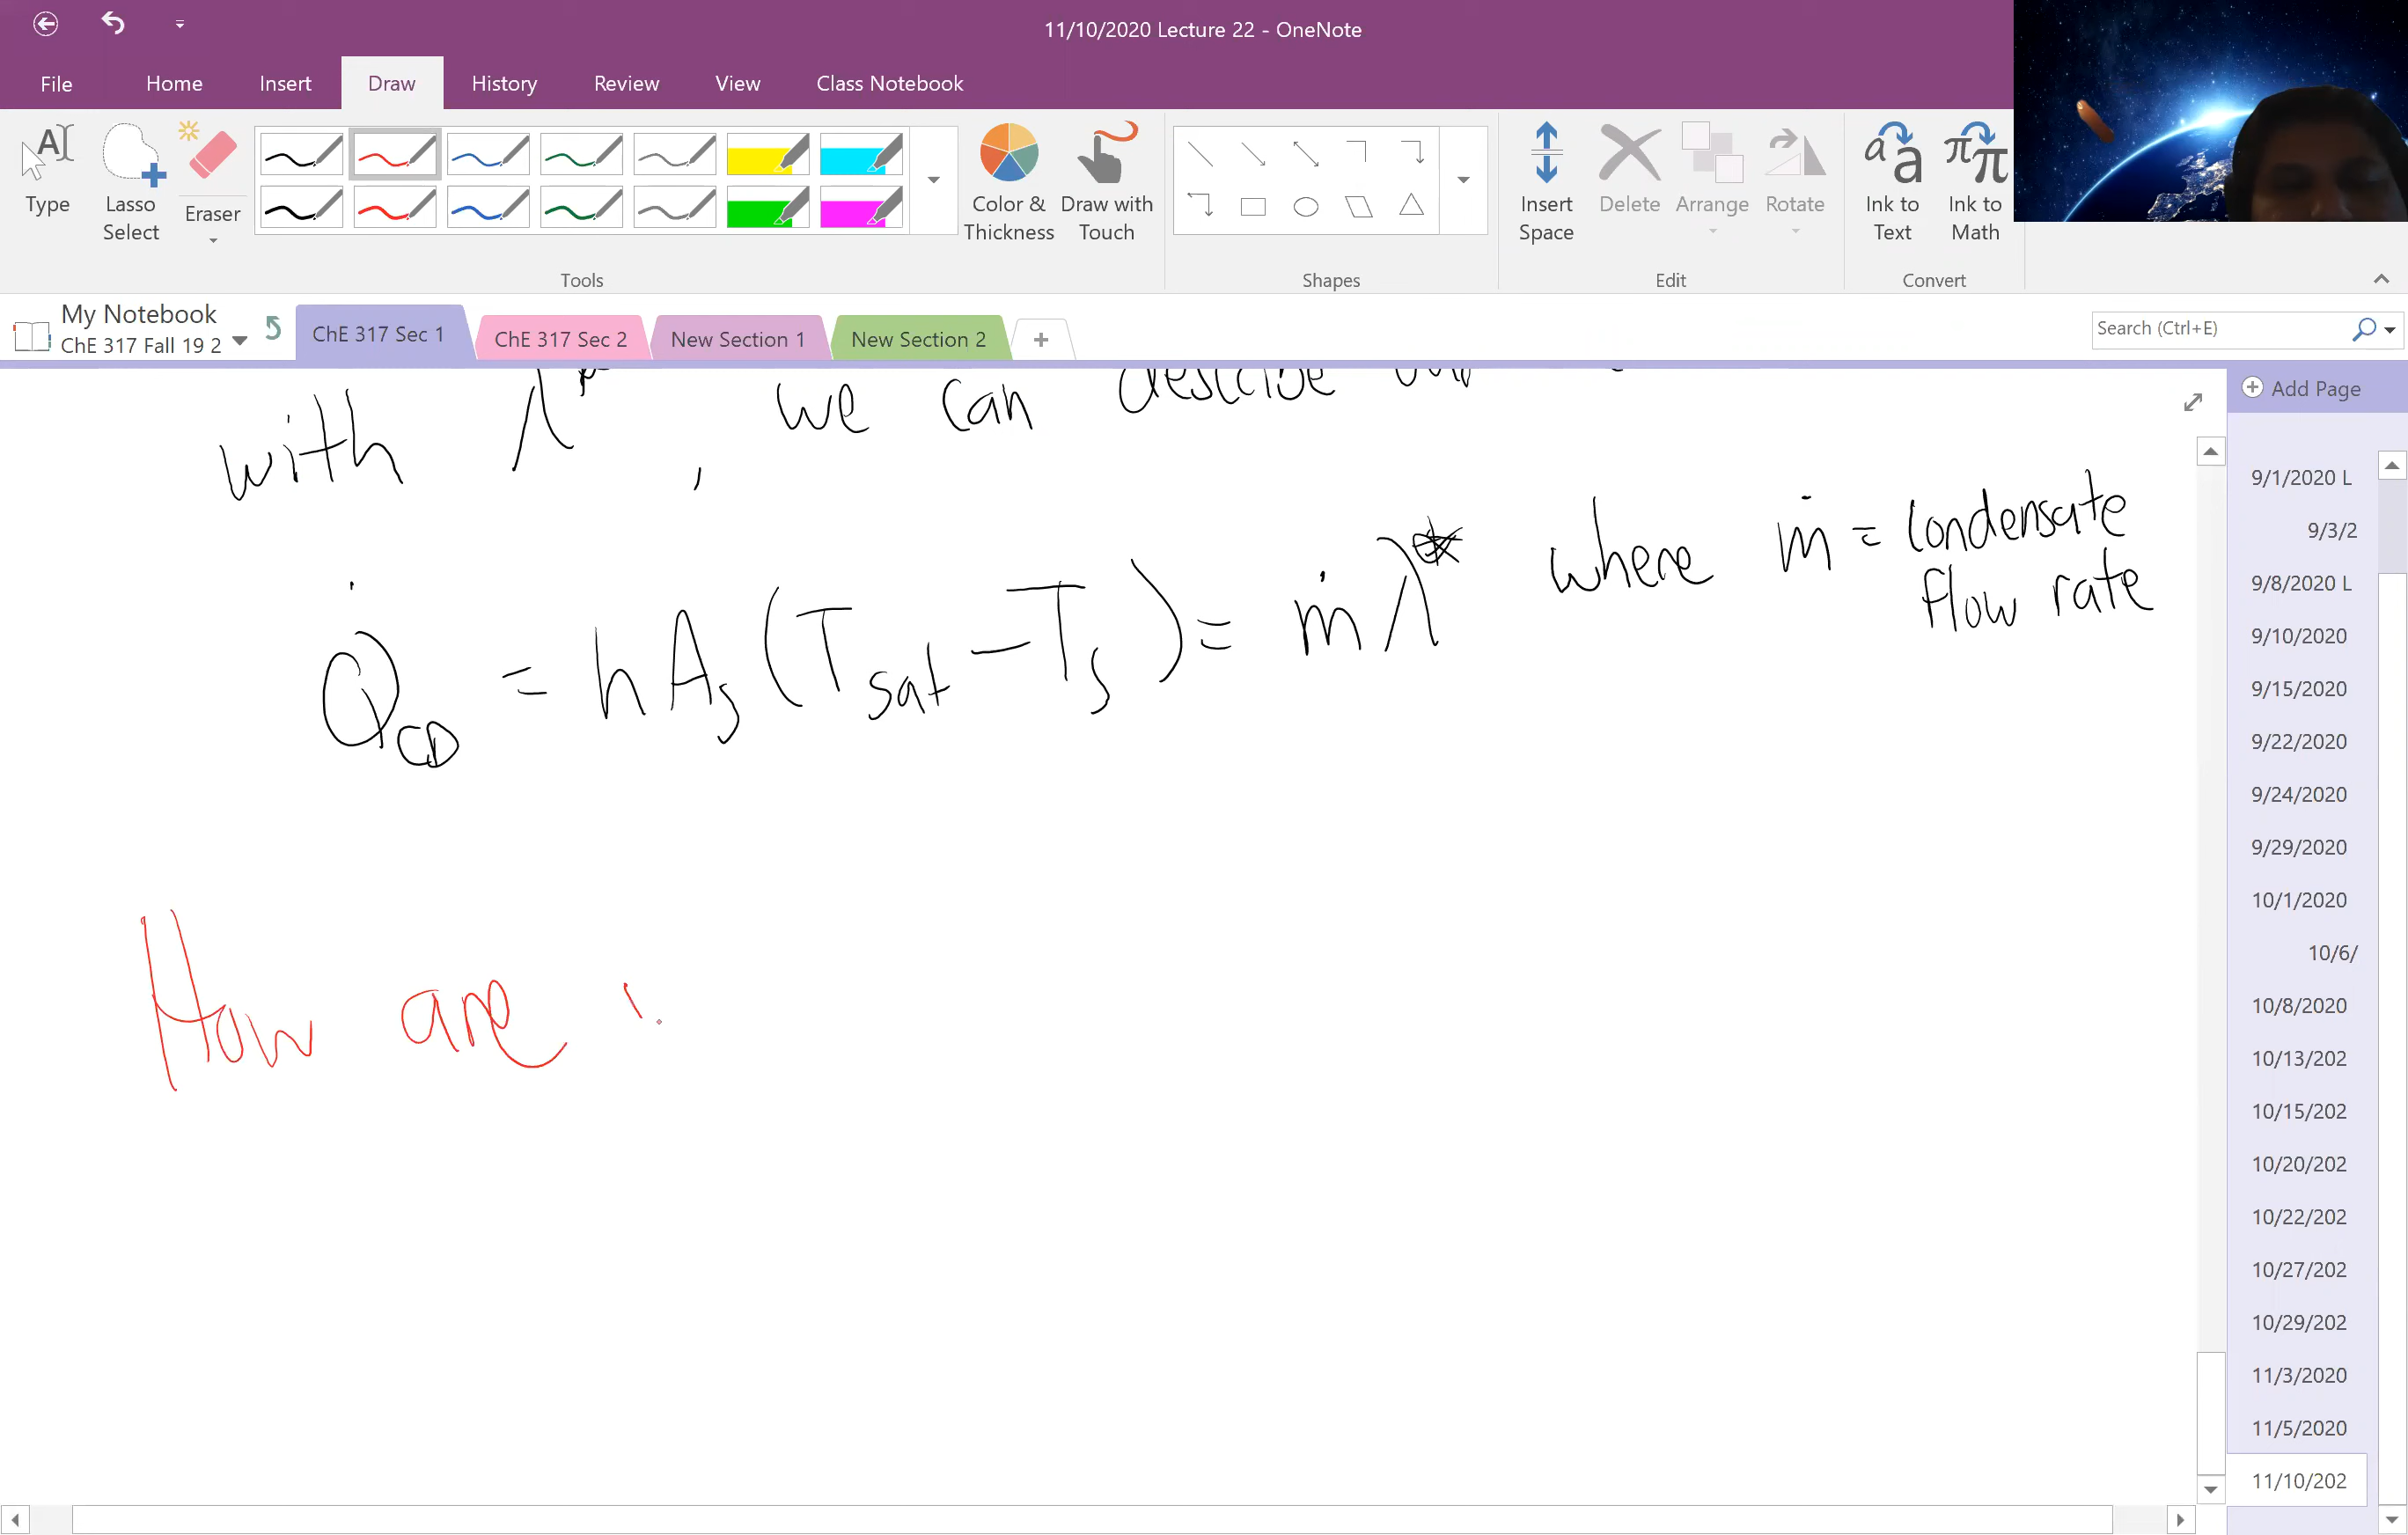 11/10/2020 Lecture 22 - OneNote
File Home Insert Draw History Review View Class Notebook
Type
Lasso Select
Eraser
Color & Thickness
Draw with Touch
Insert Space
Delete
Arrange
Rotate
Ink to Text
Ink to Math
Tools
Shapes
Edit
Convert
My Notebook
ChE 317 Fall 19 2
ChE 317 Sec 1
ChE 317 Sec 2
New Section 1
New Section 2
Search (Ctrl+E)
Add Page
with λ*, we can describe
Q̇_CD = hA_s(T_sat − T_s) = ṁλ* where ṁ = condensate
flow rate
How are
9/1/2020 L
9/3/2
9/8/2020 L
9/10/2020
9/15/2020
9/22/2020
9/24/2020
9/29/2020
10/1/2020
10/6/
10/8/2020
10/13/202
10/15/202
10/20/202
10/22/202
10/27/202
10/29/202
11/3/2020
11/5/2020
11/10/202